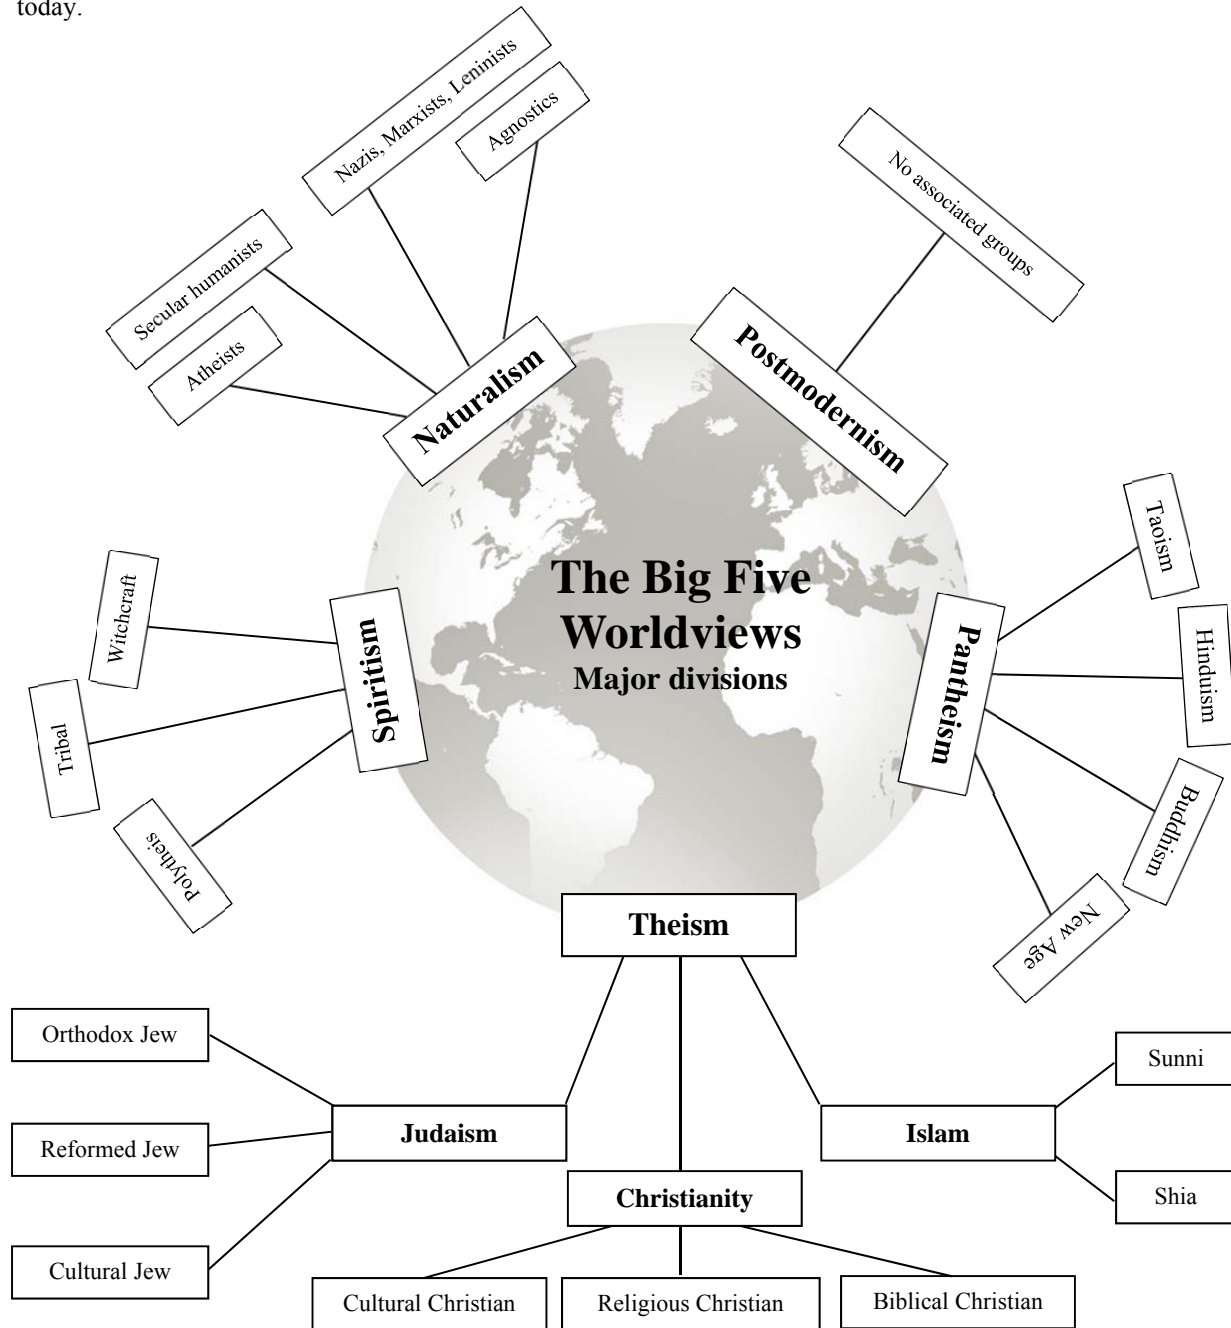 today.
Nazis, Marxists, Leninists
Agnostics
No associated groups
Secular humanists
Atheists
Naturalism
Postmodernism
The Big Five
Worldviews
Major divisions
Taoism
Hinduism
Pantheism
Buddhism
New Age
Witchcraft
Spiritism
Tribal
Polytheis
Theism
Orthodox Jew
Reformed Jew
Cultural Jew
Judaism
Christianity
Islam
Sunni
Shia
Cultural Christian
Religious Christian
Biblical Christian